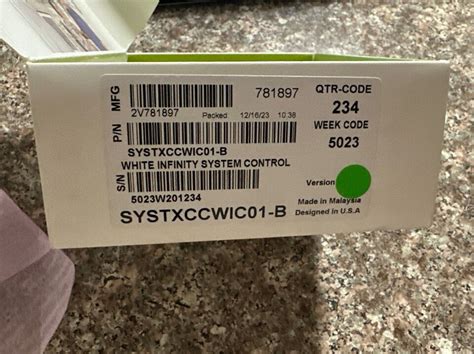 MFG
2V781897
781897
Packed 12/16/23 10:38
P/N
SYSTXCCWIC01-B
WHITE INFINITY SYSTEM CONTROL
S/N
5023W201234
SYSTXCCWIC01-B
QTR-CODE
234
WEEK CODE
5023
Version
Made in Malaysia
Designed in U.S.A